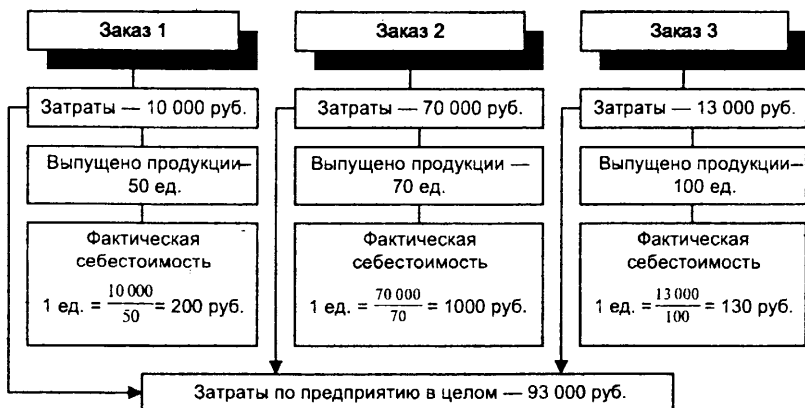 Заказ 1
Затраты — 10 000 руб.
Выпущено продукции—
50 ед.
Фактическая
себестоимость
1 ед. = 10 000/50 = 200 руб.
Заказ 2
Затраты — 70 000 руб.
Выпущено продукции —
70 ед.
Фактическая
себестоимость
1 ед. = 70 000/70 = 1000 руб.
Заказ 3
Затраты — 13 000 руб.
Выпущено продукции—
100 ед.
Фактическая
себестоимость
1 ед. = 13 000/100 = 130 руб.
Затраты по предприятию в целом — 93 000 руб.